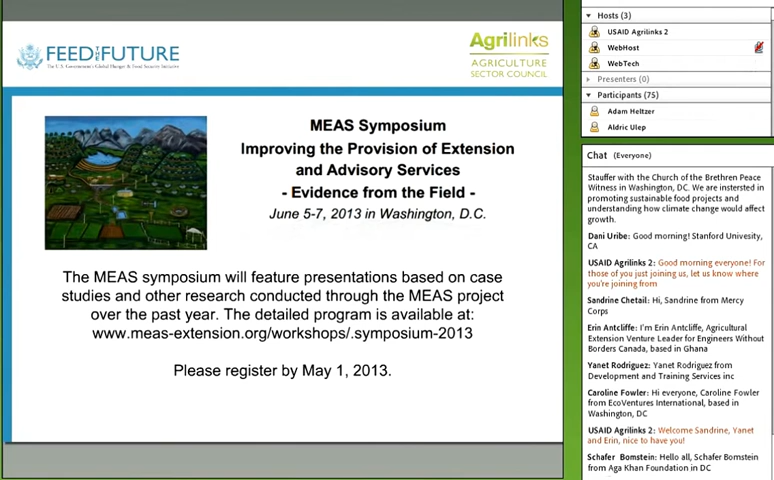 FEED THE FUTURE
The U.S. Government's Global Hunger & Food Security Initiative
Agrilinks
AGRICULTURE
SECTOR COUNCIL
MEAS Symposium
Improving the Provision of Extension
and Advisory Services
- Evidence from the Field -
June 5-7, 2013 in Washington, D.C.
The MEAS symposium will feature presentations based on case
studies and other research conducted through the MEAS project
over the past year. The detailed program is available at:
www.meas-extension.org/workshops/.symposium-2013
Please register by May 1, 2013.
Hosts (3)
USAID Agrilinks 2
WebHost
WebTech
Presenters (0)
Participants (75)
Adam Heltzer
Aldric Ulep
Chat (Everyone)
Stauffer with the Church of the Brethren Peace
Witness in Washington, DC. We are instersted in
promoting sustainable food projects and
understanding how climate change would affect
growth.
Dani Uribe: Good morning! Stanford Univesity,
CA
USAID Agrilinks 2: Good morning everyone! For
those of you just joining us, let us know where
you're joining from
Sandrine Chetail: Hi, Sandrine from Mercy
Corps
Erin Antcliffe: I'm Erin Antcliffe, Agricultural
Extension Venture Leader for Engineers Without
Borders Canada, based in Ghana
Yanet Rodriguez: Yanet Rodriguez from
Development and Training Services inc
Caroline Fowler: Hi everyone, Caroline Fowler
from EcoVentures International, based in
Washington, DC
USAID Agrilinks 2: Welcome Sandrine, Yanet
and Erin, nice to have you!
Schafer Bomstein: Hello all, Schafer Bomstein
from Aga Khan Foundation in DC